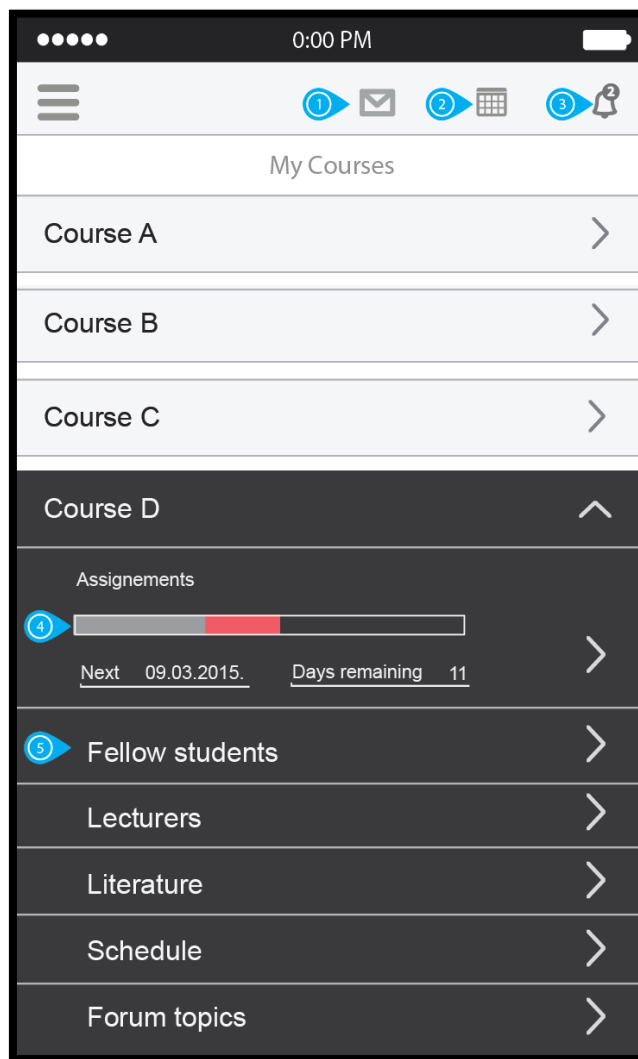 0:00 PM
1 2 3 2
My Courses
Course A
Course B
Course C
Course D
Assignements
4
Next 09.03.2015. Days remaining 11
5 Fellow students
Lecturers
Literature
Schedule
Forum topics